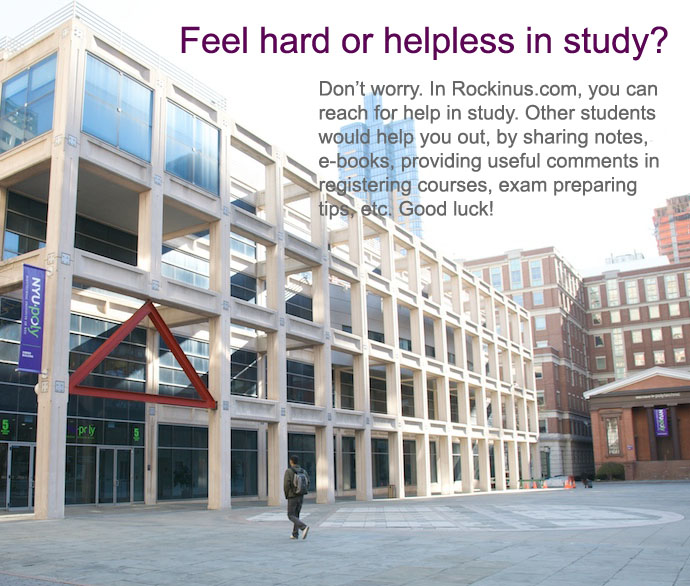 Feel hard or helpless in study?
Don't worry. In Rockinus.com, you can
reach for help in study. Other students
would help you out, by sharing notes,
e-books, providing useful comments in
registering courses, exam preparing
tips, etc. Good luck!
NYU·poly
5
poly
5